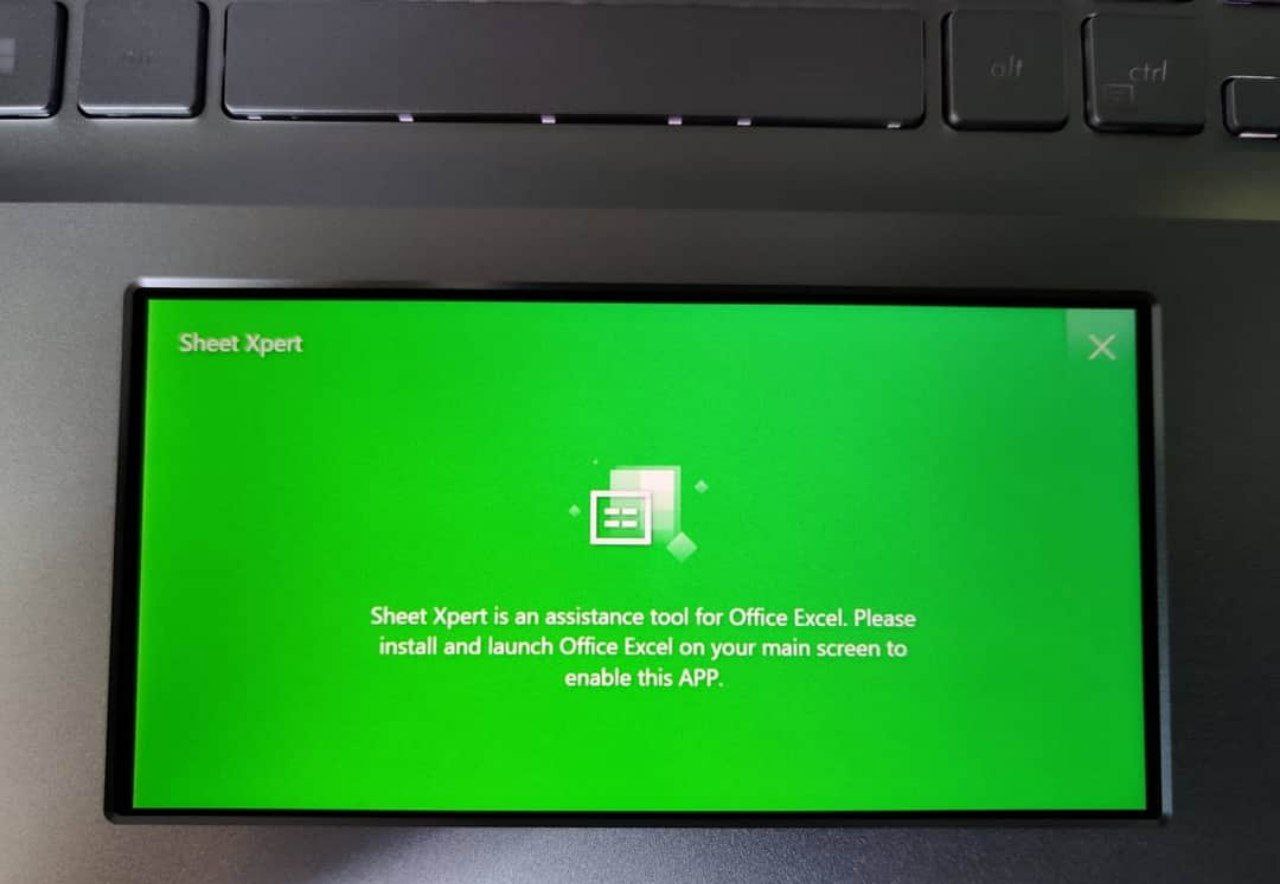 alt
ctrl
Sheet Xpert
Sheet Xpert is an assistance tool for Office Excel. Please
install and launch Office Excel on your main screen to
enable this APP.